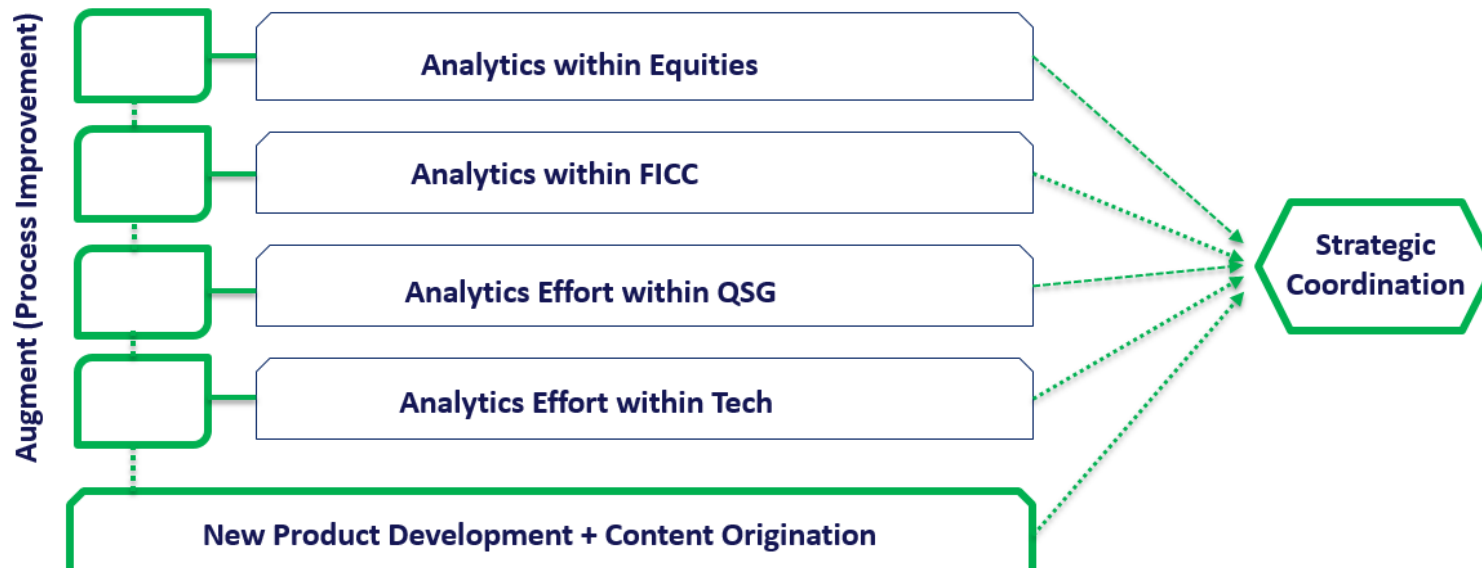 Augment (Process Improvement)
Analytics within Equities
Analytics within FICC
Analytics Effort within QSG
Analytics Effort within Tech
New Product Development + Content Origination
Strategic
Coordination